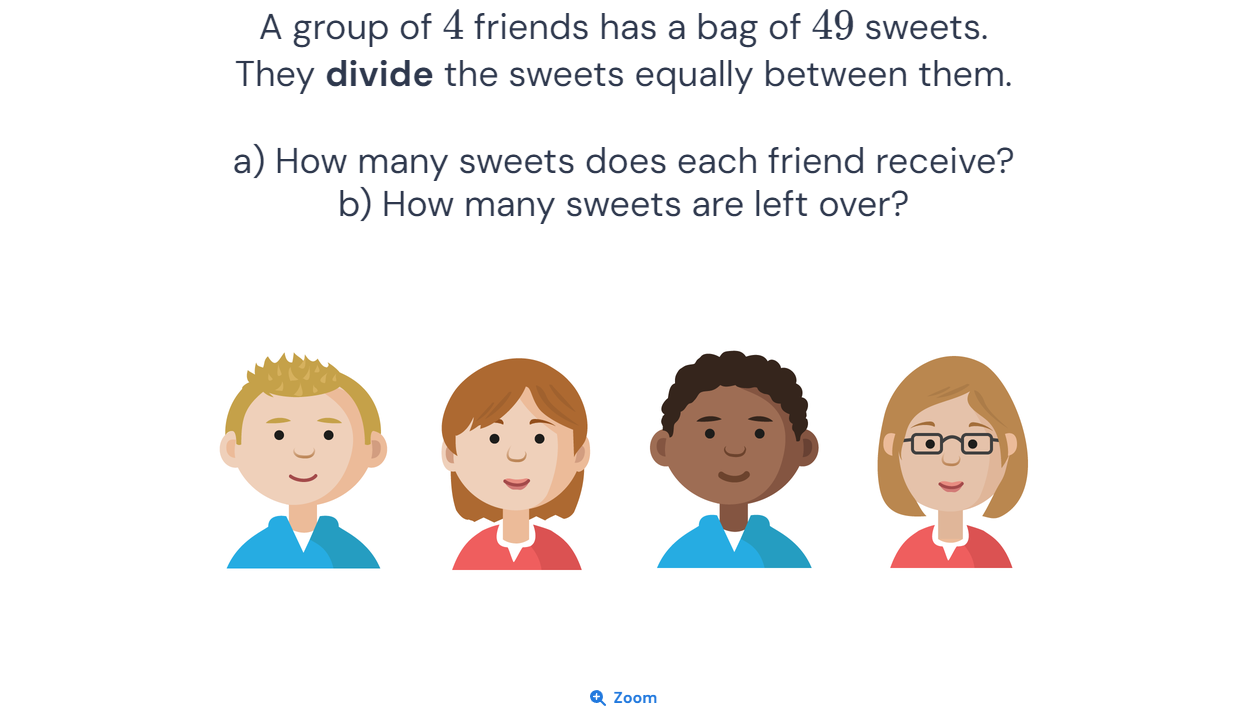 A group of 4 friends has a bag of 49 sweets.
They divide the sweets equally between them.
a) How many sweets does each friend receive?
b) How many sweets are left over?
Zoom